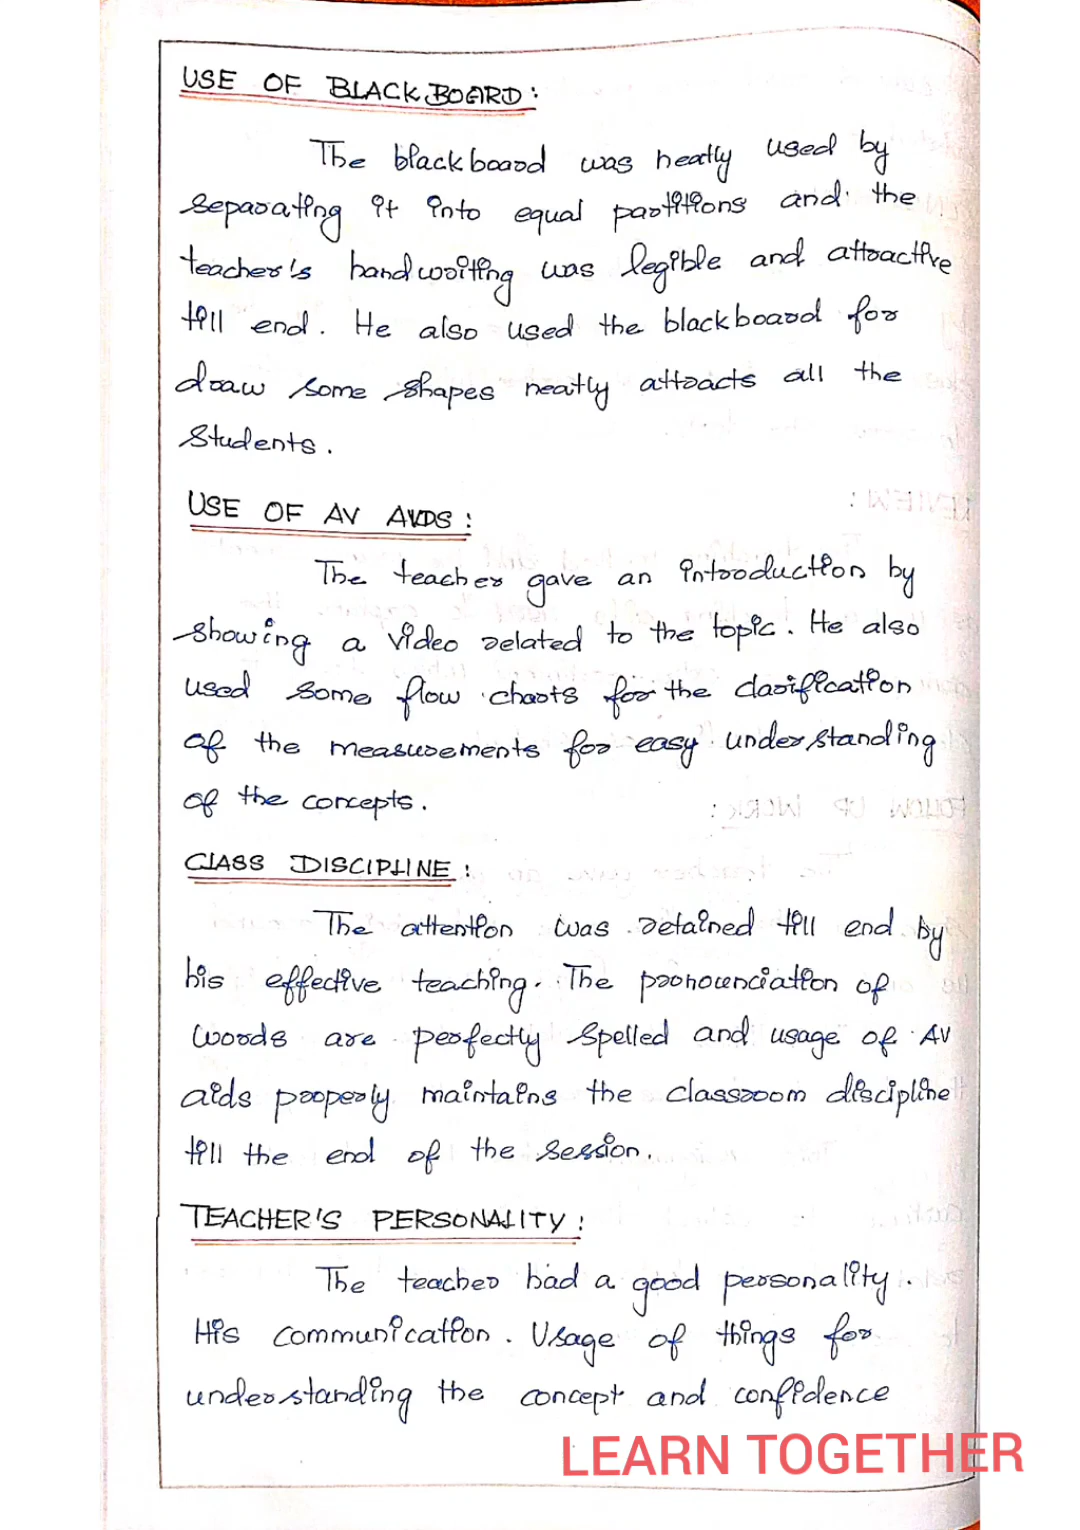 USE OF BLACKBOARD :
The blackboard was neatly used by
separating it into equal partitions and the
teacher's handwriting was legible and attractive
till end. He also used the blackboard for
draw some shapes neatly attracts all the
students.
USE OF AV AIDS :
The teacher gave an introduction by
showing a video related to the topic. He also
used some flow charts for the clarification
of the measurements for easy understanding
of the concepts.
CLASS DISCIPLINE :
The attention was retained till end by
his effective teaching. The pronounciation of
words are perfectly spelled and usage of AV
aids properly maintains the classroom discipline
till the end of the session.
TEACHER'S PERSONALITY :
The teacher had a good personality.
His communication. Usage of things for
understanding the concept and confidence
LEARN TOGETHER